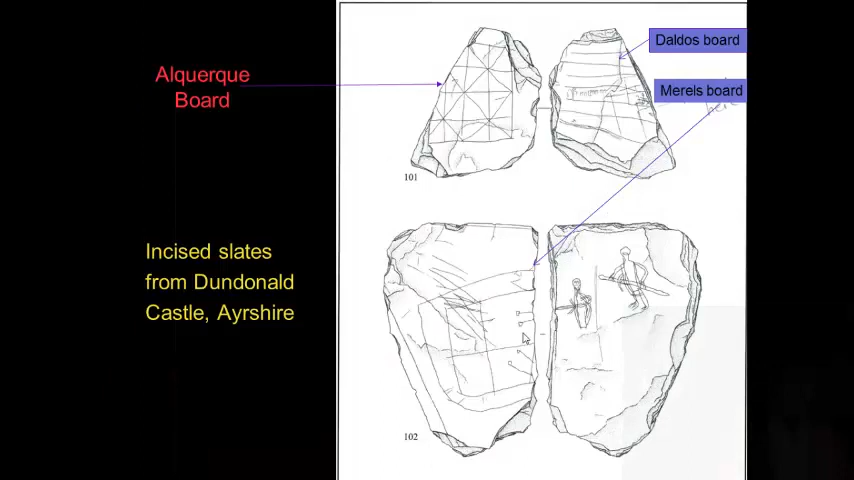 Alquerque
Board
Daldos board
Merels board
101
Incised slates
from Dundonald
Castle, Ayrshire
102